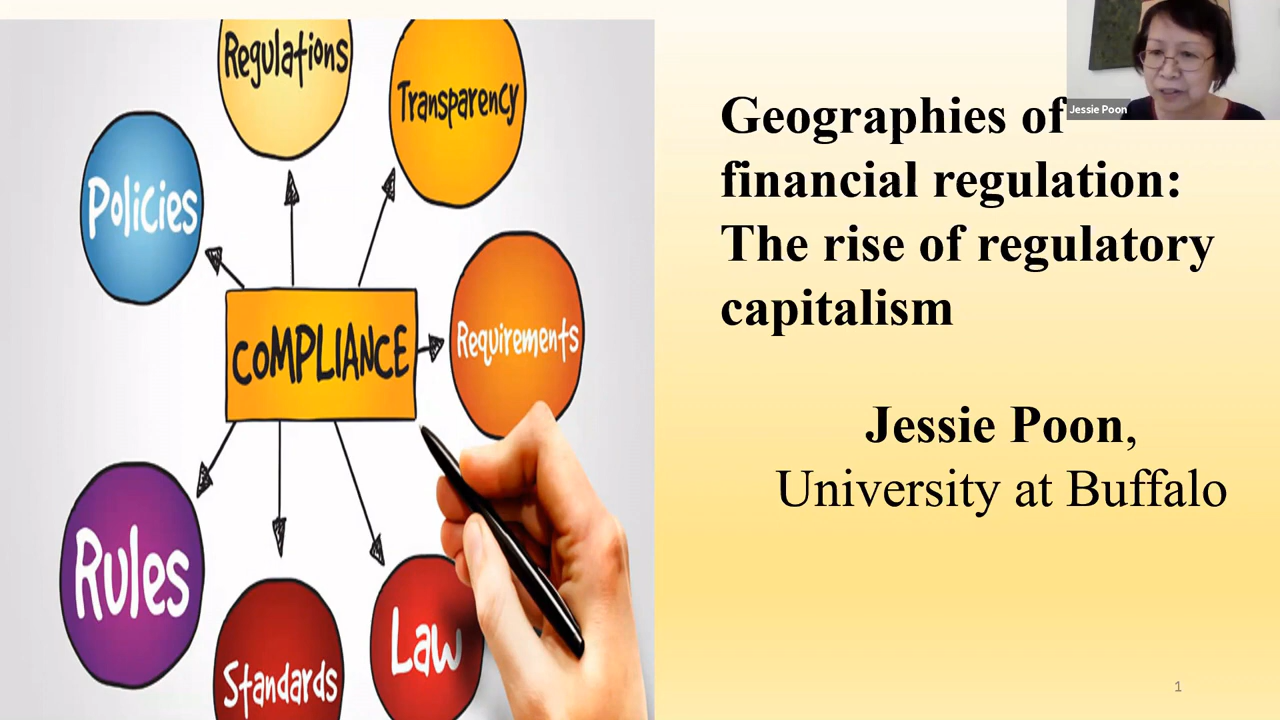 Regulations
Transparency
Policies
COMPLIANCE
Requirements
Rules
Standards
Law
Geographies of
financial regulation:
The rise of regulatory
capitalism
Jessie Poon,
University at Buffalo
Jessie Poon
1